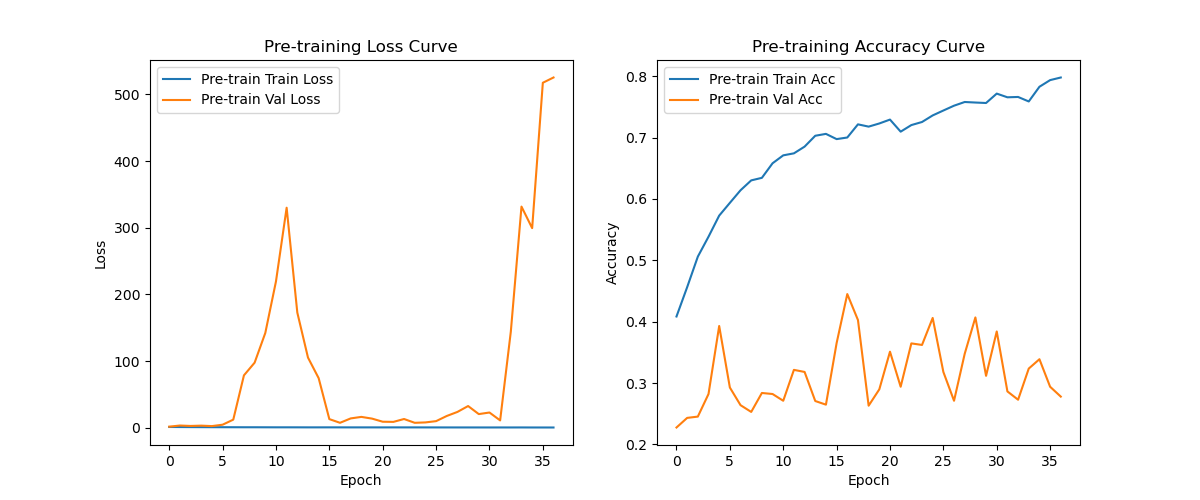 Pre-training Loss Curve
Pre-train Train Loss
Pre-train Val Loss
500
400
300
200
100
0
Loss
0 5 10 15 20 25 30 35
Epoch
Pre-training Accuracy Curve
Pre-train Train Acc
Pre-train Val Acc
0.8
0.7
0.6
0.5
0.4
0.3
0.2
Accuracy
0 5 10 15 20 25 30 35
Epoch